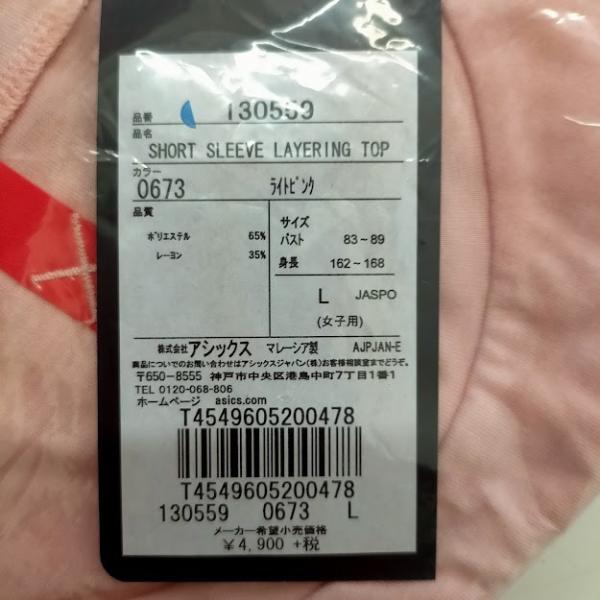 品番 130559
品名
SHORT SLEEVE LAYERING TOP
カラー
0673 ﾗｲﾄﾋﾟﾝｸ
品質
ﾎﾟﾘｴｽﾃﾙ 65%
ﾚｰﾖﾝ 35%
サイズ
バスト 83~89
身長 162~168
L JASPO
(女子用)
株式会社アシックス マレーシア製 AJPJAN-E
商品についてのお問い合わせはアシックスジャパン(株)お客様相談室までどうぞ。
〒650-8555 神戸市中央区港島中町7丁目1番1
TEL 0120-068-806
ホームページ asics.com
T4549605200478
T4549605200478
130559 0673 L
メーカー希望小売価格
¥4,900 +税